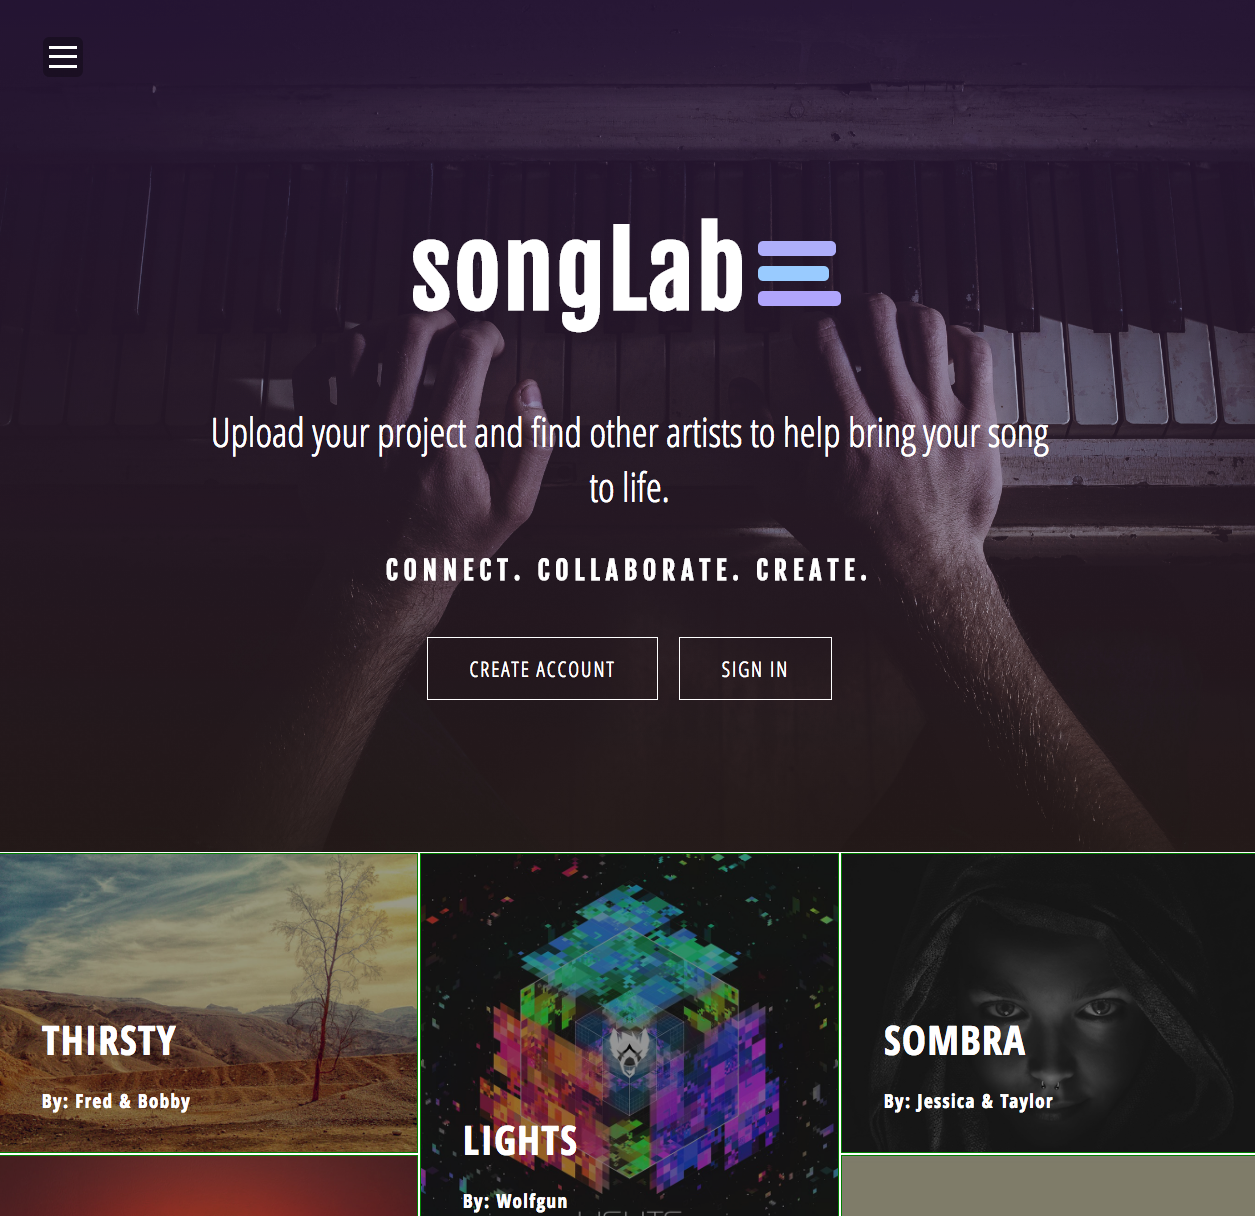 songLab
Upload your project and find other artists to help bring your song
to life.
CONNECT. COLLABORATE. CREATE.
CREATE ACCOUNT
SIGN IN
THIRSTY
By: Fred & Bobby
LIGHTS
By: Wolfgun
LIGHTS
SOMBRA
By: Jessica & Taylor